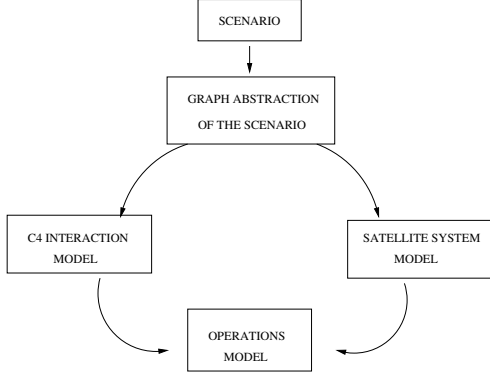 SCENARIO
GRAPH ABSTRACTION
OF THE SCENARIO
C4 INTERACTION
MODEL
SATELLITE SYSTEM
MODEL
OPERATIONS
MODEL